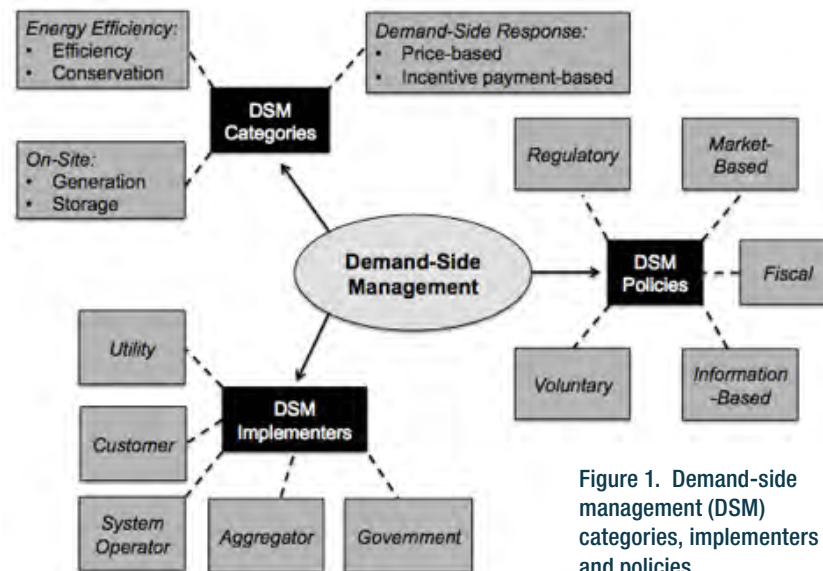 Energy Efficiency:
• Efficiency
• Conservation
Demand-Side Response:
• Price-based
• Incentive payment-based
DSM
Categories
On-Site:
• Generation
• Storage
Regulatory
Market-
Based
Demand-Side
Management
DSM
Policies
Fiscal
Voluntary
Information
-Based
Utility
DSM
Implementers
Customer
System
Operator
Aggregator
Government
Figure 1. Demand-side
management (DSM)
categories, implementers
and policies